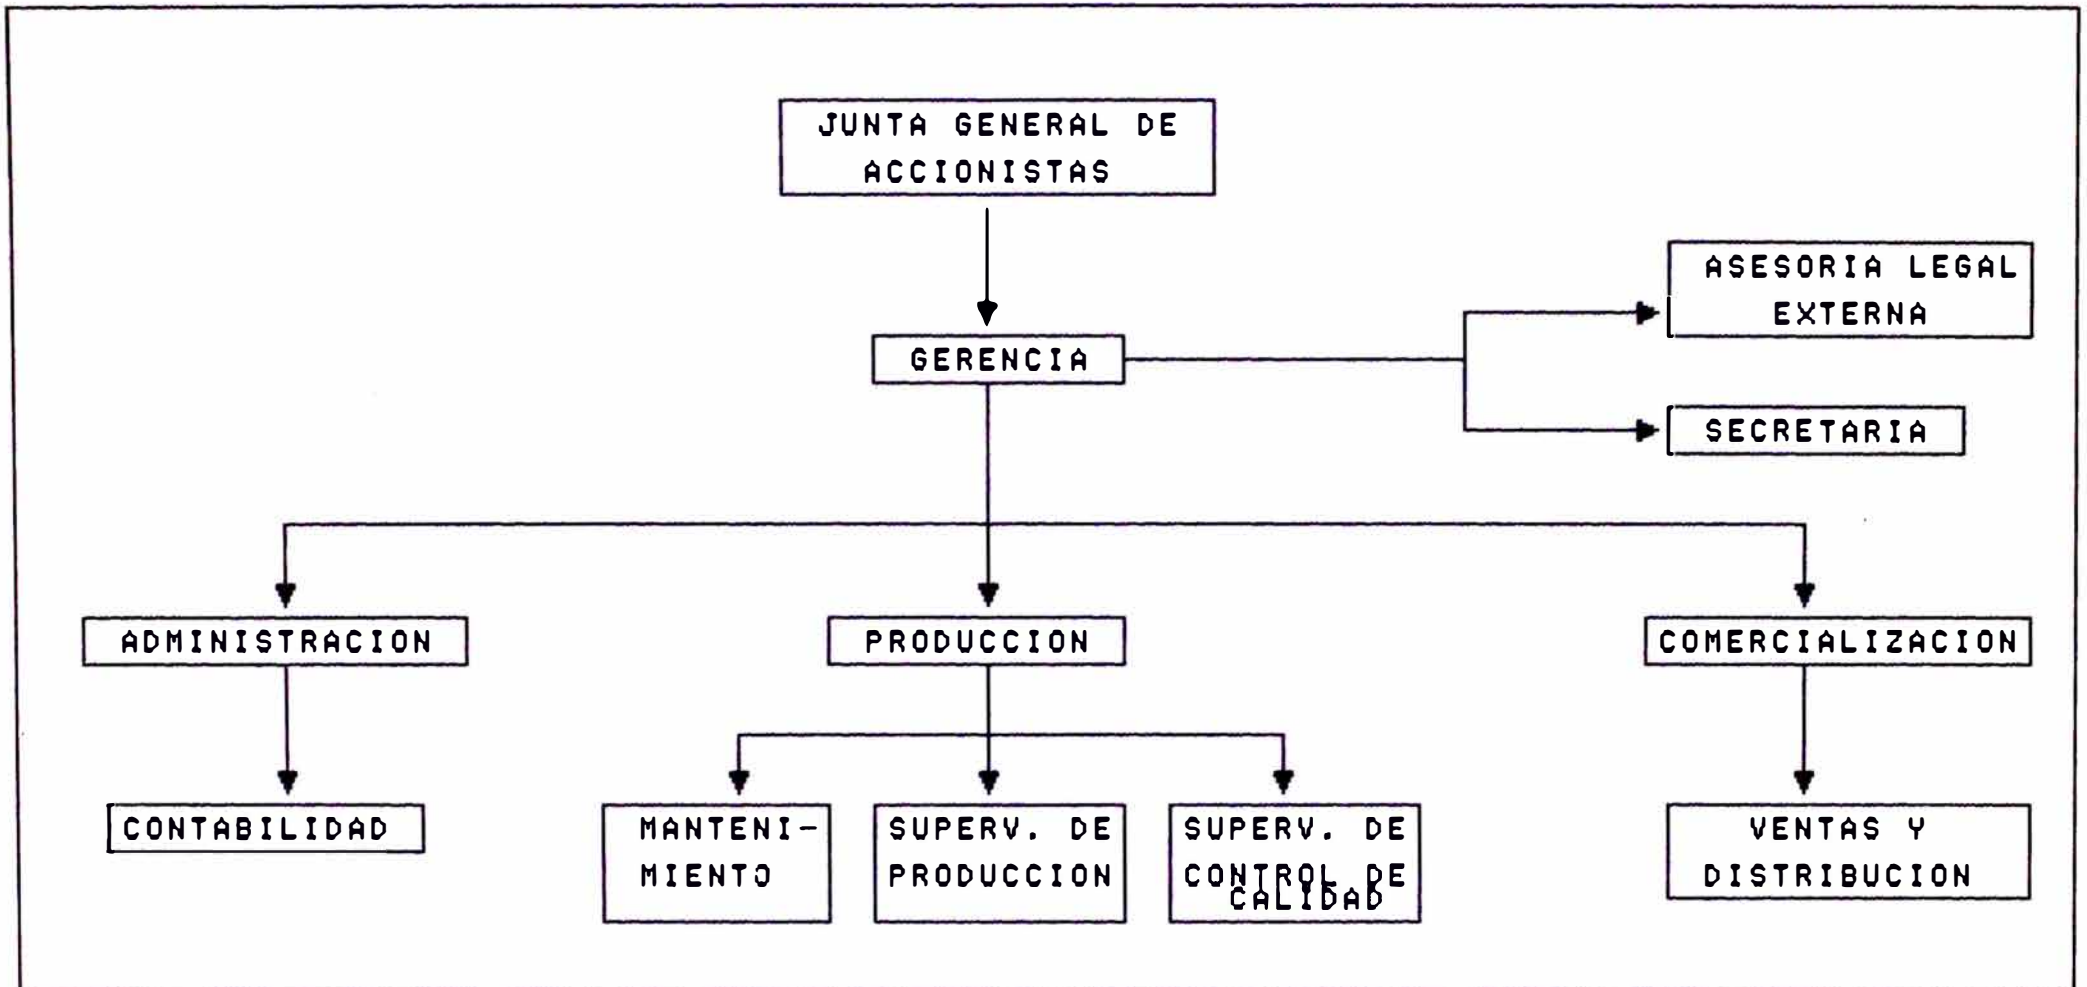 JUNTA GENERAL DE
ACCIONISTAS
ASESORIA LEGAL
EXTERNA
GERENCIA
SECRETARIA
ADMINISTRACION
PRODUCCION
COMERCIALIZACION
CONTABILIDAD
MANTENI-
MIENTO
SUPERV. DE
PRODUCCION
SUPERV. DE
CONTROL DE
CALIDAD
VENTAS Y
DISTRIBUCION